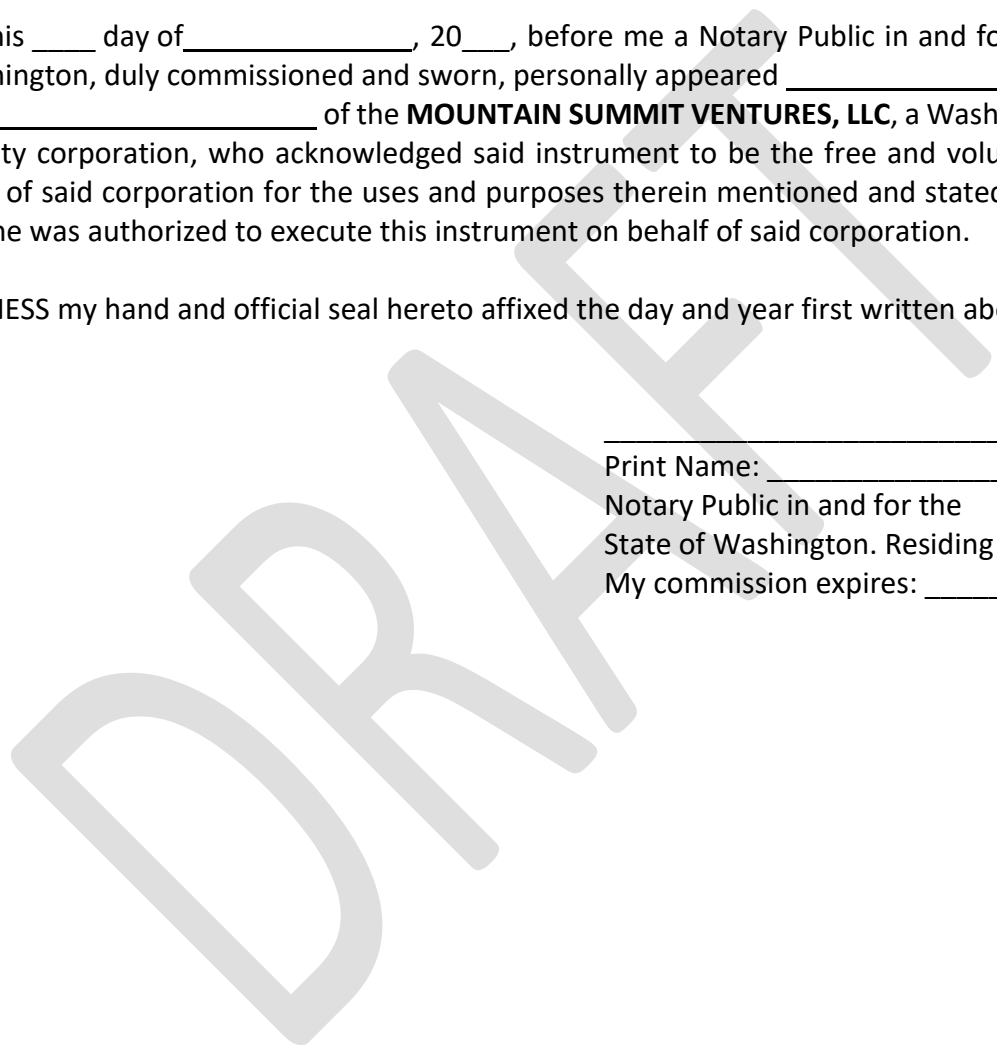 his ____ day of_______________, 20___, before me a Notary Public in and fo
hington, duly commissioned and sworn, personally appeared ______________
_____________________ of the MOUNTAIN SUMMIT VENTURES, LLC, a Wash
ty corporation, who acknowledged said instrument to be the free and volu
of said corporation for the uses and purposes therein mentioned and stated
he was authorized to execute this instrument on behalf of said corporation.
NESS my hand and official seal hereto affixed the day and year first written abo
_________________________
Print Name: _______________
Notary Public in and for the
State of Washington. Residing
My commission expires: _____
DRAFT